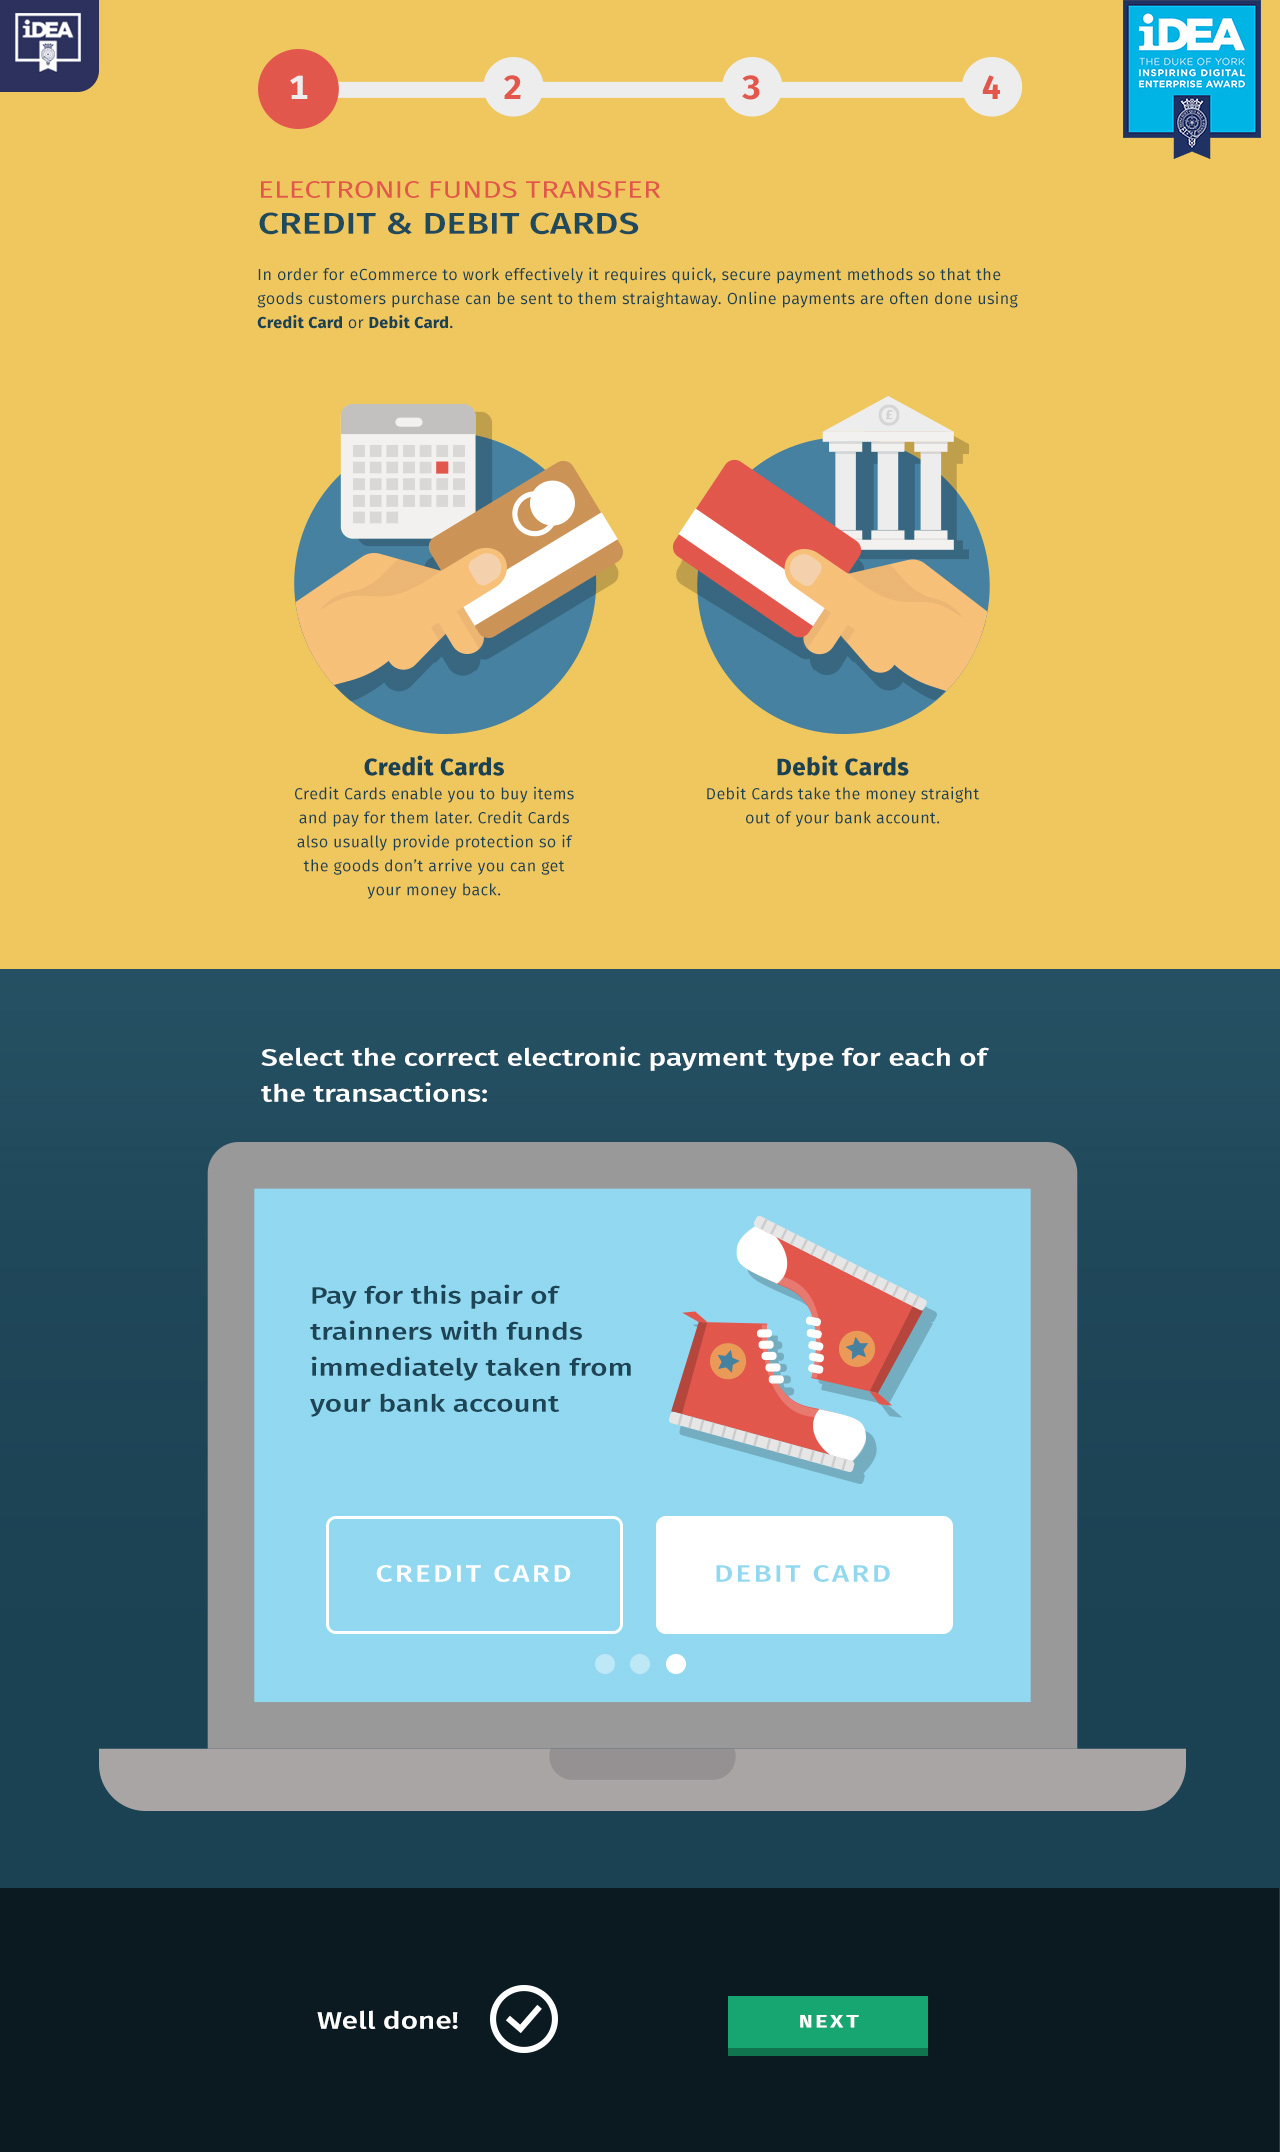 iDEA
iDEA
THE DUKE OF YORK
INSPIRING DIGITAL
ENTERPRISE AWARD
1
2
3
4
ELECTRONIC FUNDS TRANSFER
CREDIT & DEBIT CARDS
In order for eCommerce to work effectively it requires quick, secure payment methods so that the
goods customers purchase can be sent to them straightaway. Online payments are often done using
Credit Card or Debit Card.
£
Credit Cards
Credit Cards enable you to buy items
and pay for them later. Credit Cards
also usually provide protection so if
the goods don’t arrive you can get
your money back.
Debit Cards
Debit Cards take the money straight
out of your bank account.
Select the correct electronic payment type for each of
the transactions:
Pay for this pair of
trainners with funds
immediately taken from
your bank account
CREDIT CARD
DEBIT CARD
Well done!
NEXT